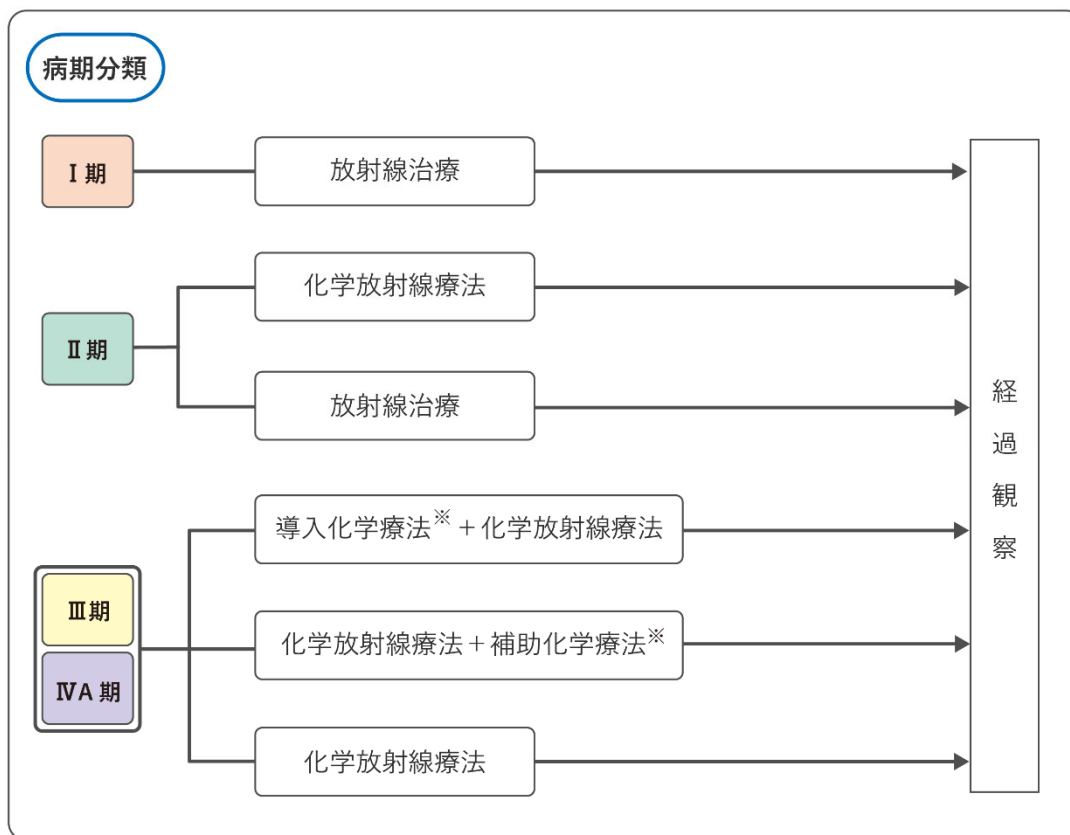 病期分類
Ⅰ期
放射線治療
化学放射線療法
Ⅱ期
放射線治療
導入化学療法※＋化学放射線療法
Ⅲ期
化学放射線療法＋補助化学療法※
ⅣA期
化学放射線療法
経過観察